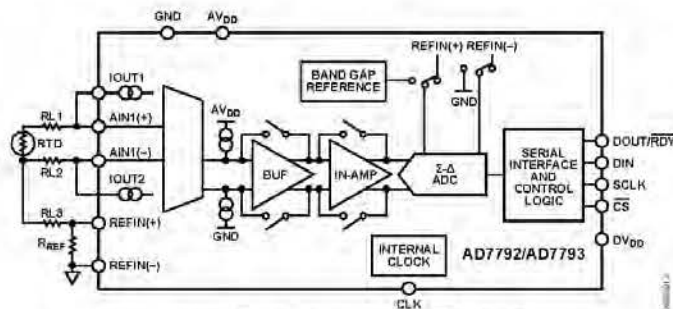 GND AVDD
IOUT1
REFIN(+) REFIN(–)
BAND GAP
REFERENCE
GND
RL1
AIN1(+)
AVDD
RTD
AIN1(–)
RL2
BUF
IN-AMP
Σ-Δ
ADC
SERIAL
INTERFACE
AND
CONTROL
LOGIC
DOUT/RDY
DIN
SCLK
CS
DVDD
IOUT2
RL3
REFIN(+)
GND
RREF
REFIN(–)
INTERNAL
CLOCK
AD7792/AD7793
CLK